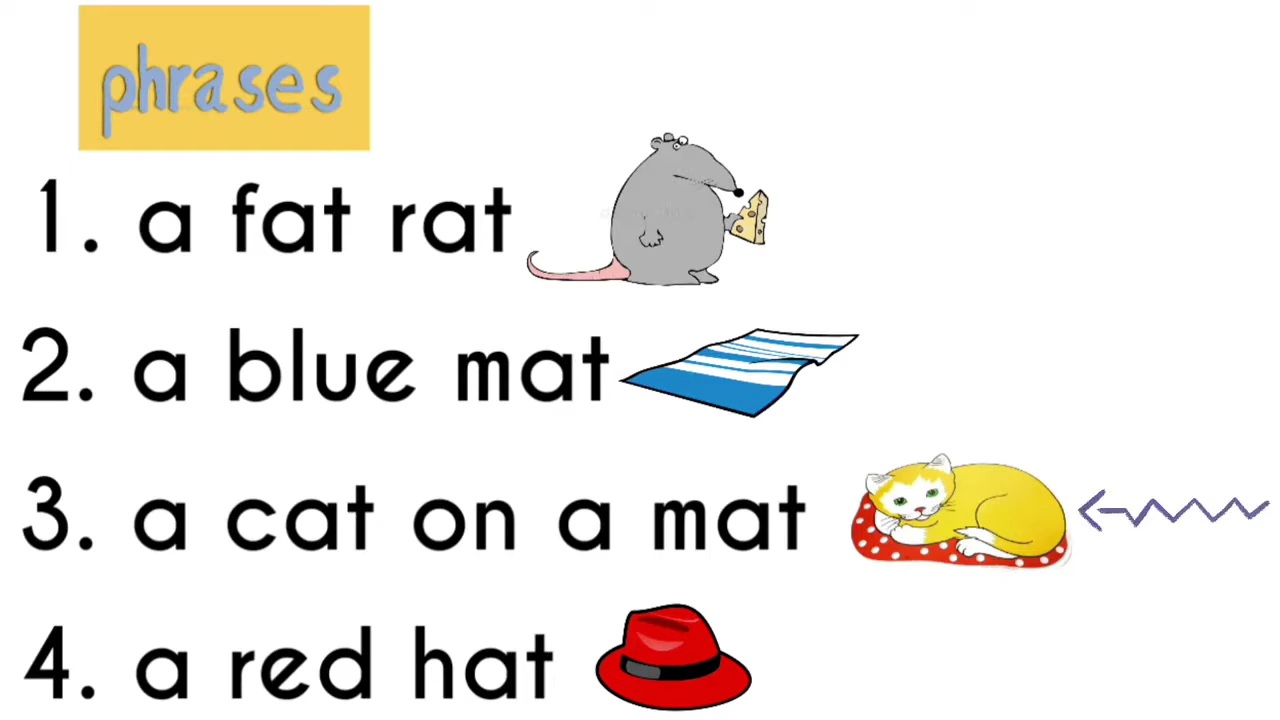 phrases
1. a fat rat
2. a blue mat
3. a cat on a mat
4. a red hat